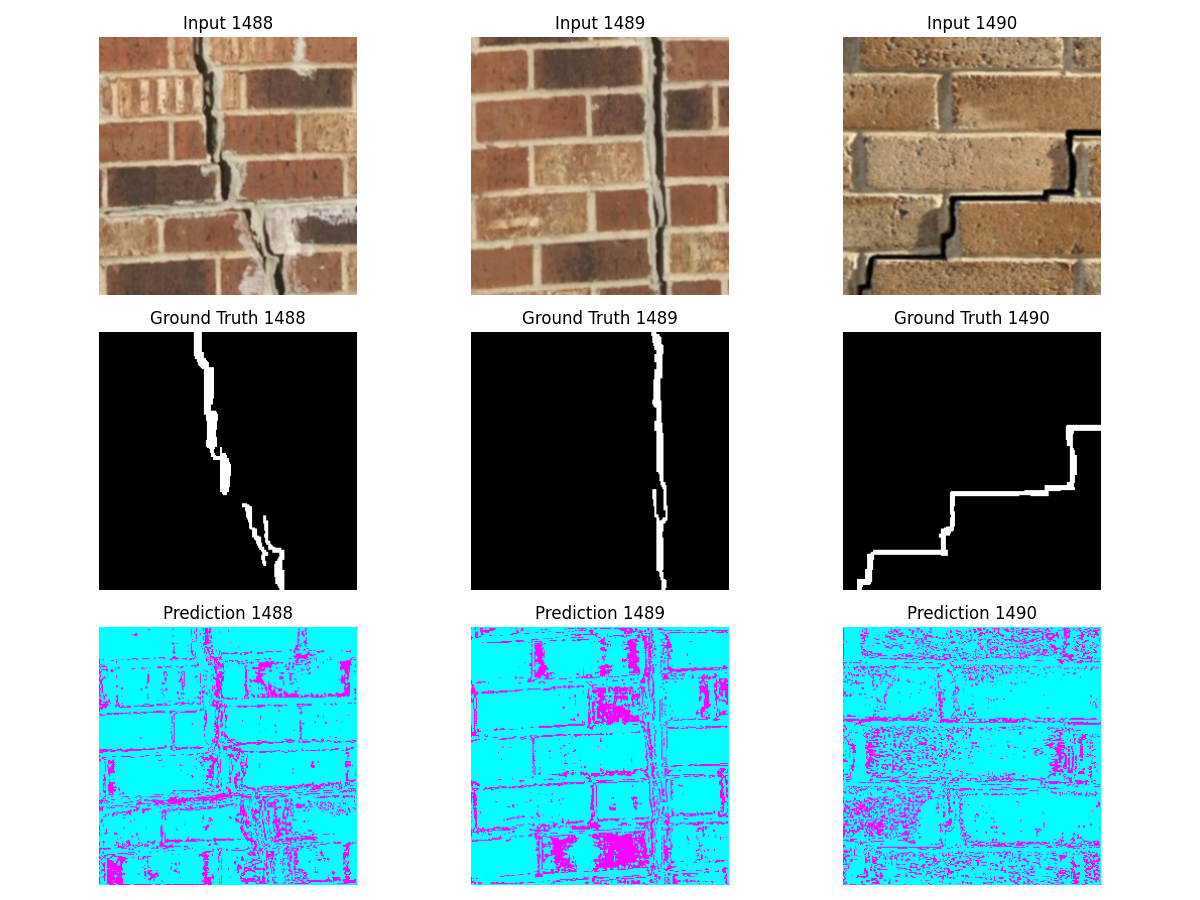 Input 1488
Input 1489
Input 1490
Ground Truth 1488
Ground Truth 1489
Ground Truth 1490
Prediction 1488
Prediction 1489
Prediction 1490